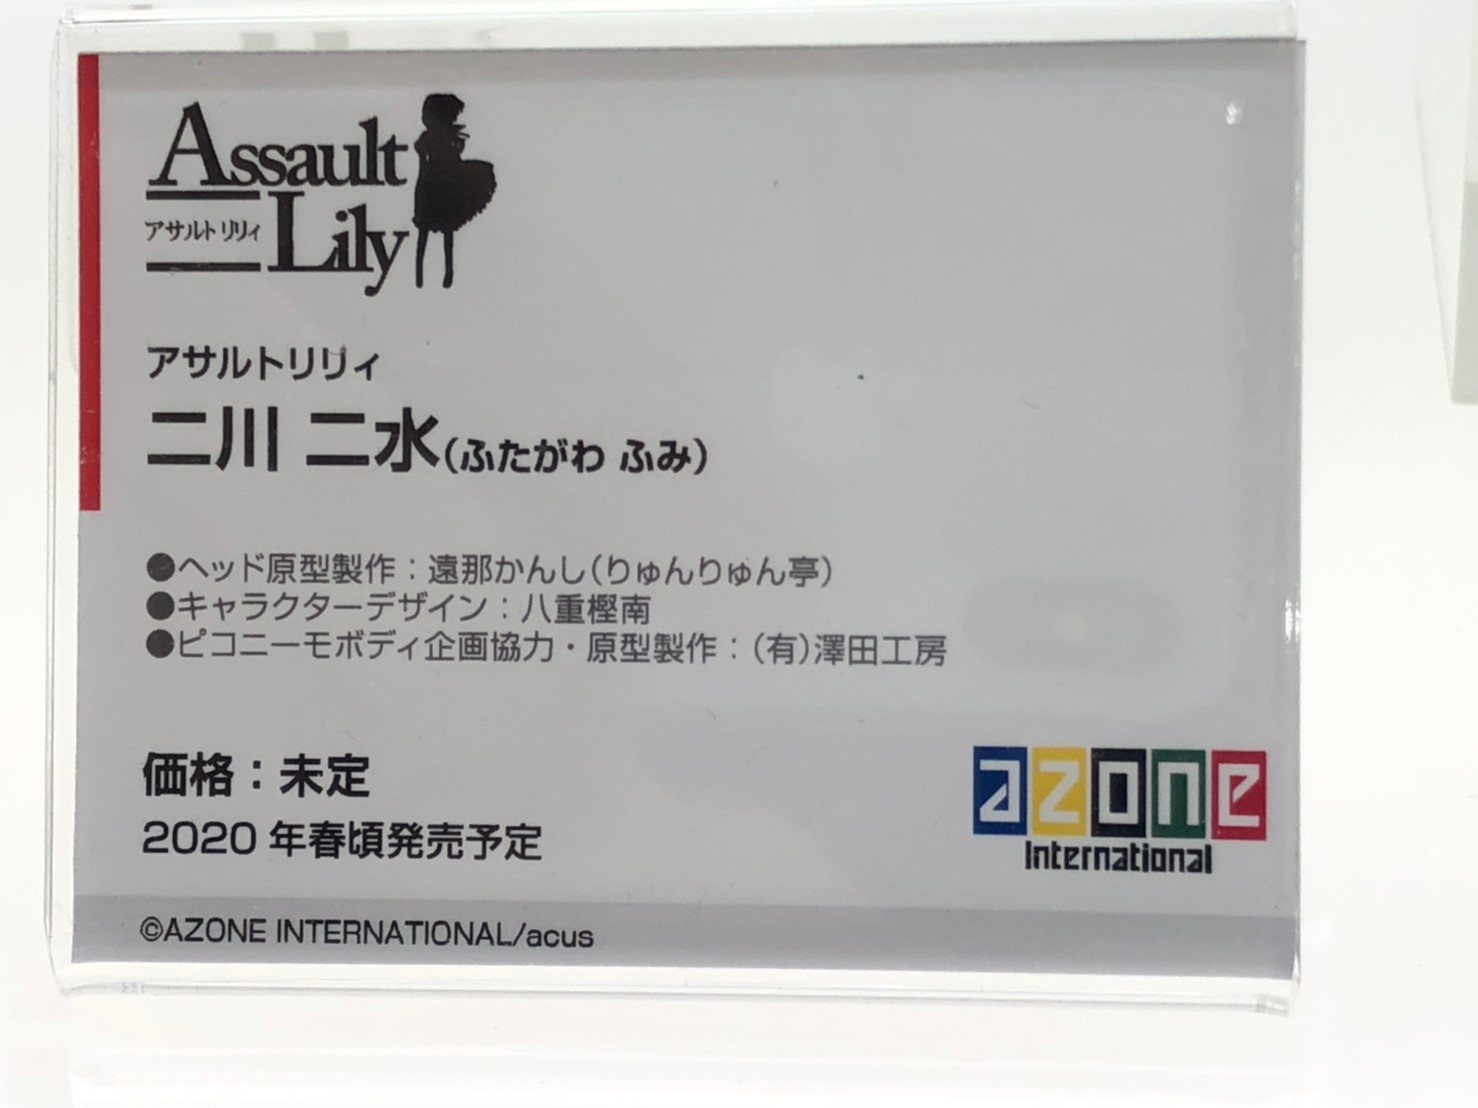 Assault
アサルトリリィ
Lily
アサルトリリィ
二川 二水(ふたがわ ふみ)
●ヘッド原型製作：遠那かんし(りゅんりゅん亭)
●キャラクターデザイン：八重樫南
●ピコニーモボディ企画協力・原型製作：(有)澤田工房
価格：未定
2020 年春頃発売予定
azone
International
©AZONE INTERNATIONAL/acus